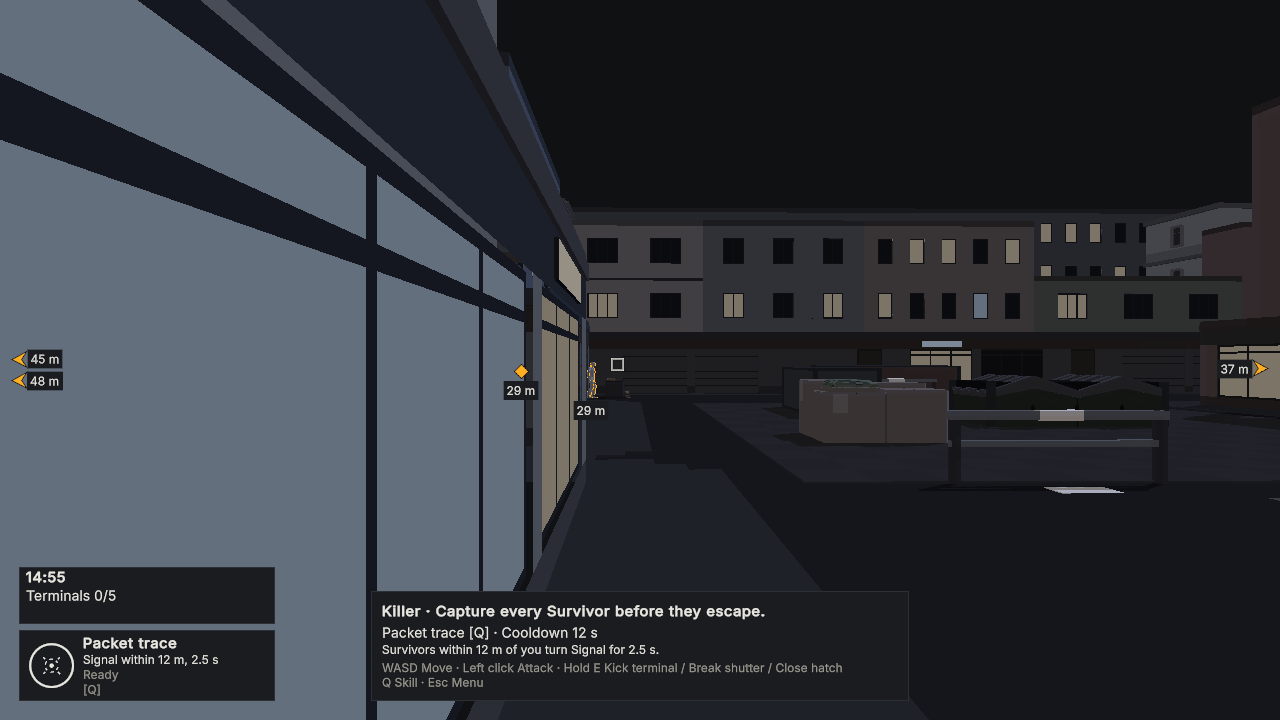 45 m
48 m
29 m
29 m
37 m
14:55
Terminals 0/5
Packet trace
Signal within 12 m, 2.5 s
Ready
[Q]
Killer · Capture every Survivor before they escape.
Packet trace [Q] · Cooldown 12 s
Survivors within 12 m of you turn Signal for 2.5 s.
WASD Move · Left click Attack · Hold E Kick terminal / Break shutter / Close hatch
Q Skill · Esc Menu